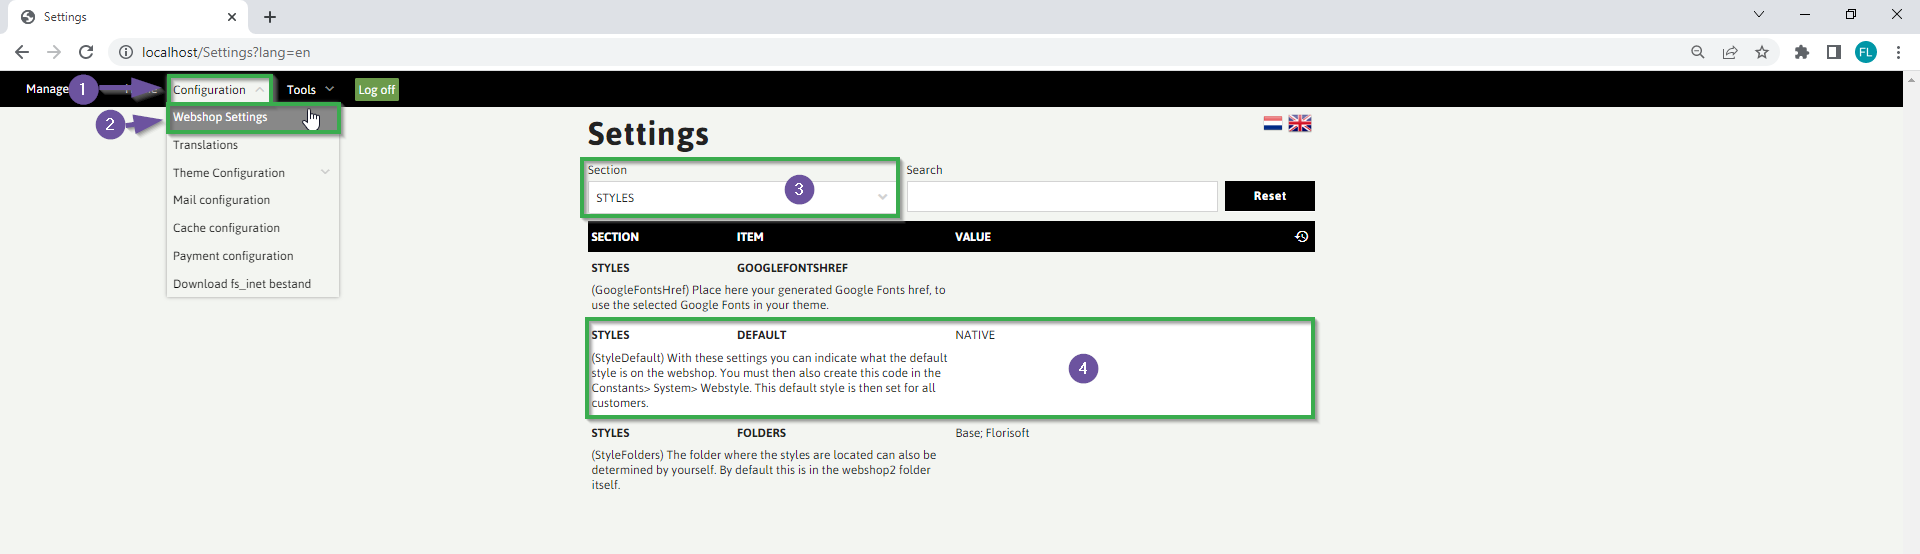 Settings
localhost/Settings?lang=en
FL
Manage
1
Configuration
Tools
Log off
2
Webshop Settings
Translations
Theme Configuration
Mail configuration
Cache configuration
Payment configuration
Download fs_inet bestand
Settings
Section
Search
STYLES
3
Reset
SECTION ITEM VALUE
STYLES GOOGLEFONTSHREF
(GoogleFontsHref) Place here your generated Google Fonts href, to
use the selected Google Fonts in your theme.
STYLES DEFAULT NATIVE
(StyleDefault) With these settings you can indicate what the default
style is on the webshop. You must then also create this code in the
Constants> System> Webstyle. This default style is then set for all
customers.
4
STYLES FOLDERS Base; Florisoft
(StyleFolders) The folder where the styles are located can also be
determined by yourself. By default this is in the webshop2 folder
itself.